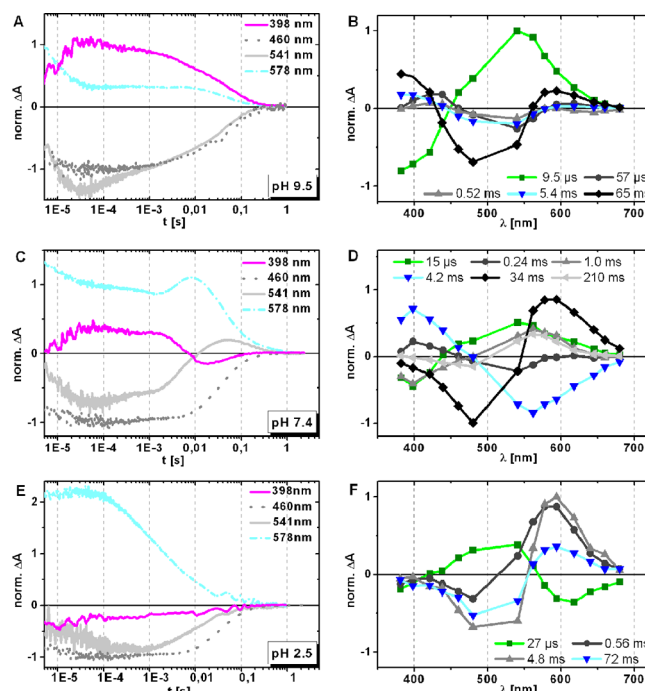 A
398 nm
460 nm
541 nm
578 nm
norm. ΔA
1
0
-1
pH 9.5
1E-5 1E-4 1E-3 0,01 0,1 1
t [s]
B
norm. ΔA
1
0
-1
9.5 µs 57 µs
0.52 ms 5.4 ms 65 ms
400 500 600 700
λ [nm]
C
398 nm
460 nm
541 nm
578 nm
norm. ΔA
1
0
-1
pH 7.4
1E-5 1E-4 1E-3 0,01 0,1 1
t [s]
D
15 µs 0.24 ms 1.0 ms
4.2 ms 34 ms 210 ms
norm. ΔA
1
0
-1
400 500 600 700
λ [nm]
E
398nm
460nm
541nm
578nm
norm. ΔA
2
1
0
-1
pH 2.5
1E-5 1E-4 1E-3 0,01 0,1 1
t [s]
F
norm. ΔA
1
0
-1
27 µs 0.56 ms
4.8 ms 72 ms
400 500 600 700
λ [nm]